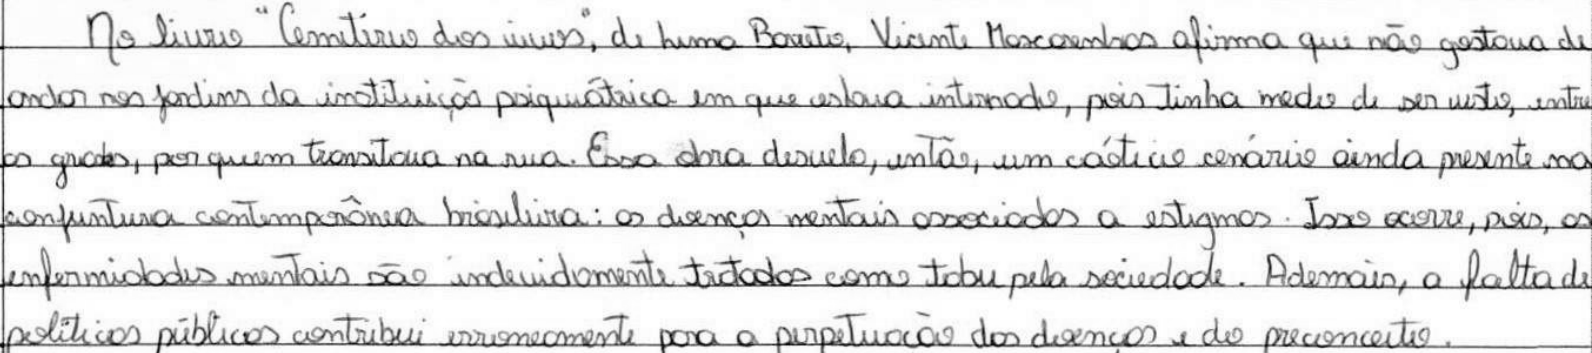 No livro "Cemitério dos vivos", de Lima Barreto, Vicente Mascarenhas afirma que não gostava de
andar nos jardins da instituição psiquiátrica em que estava internado, pois tinha medo de ser visto, entre
as grades, por quem transitava na rua. Essa obra desvela, então, um caótico cenário ainda presente na
conjuntura contemporânea brasileira: as doenças mentais associadas a estigmas. Isso ocorre, pois, as
enfermidades mentais são indevidamente tratadas como tabu pela sociedade. Ademais, a falta de
políticas públicas contribui erroneamente para a perpetuação das doenças e do preconceito.